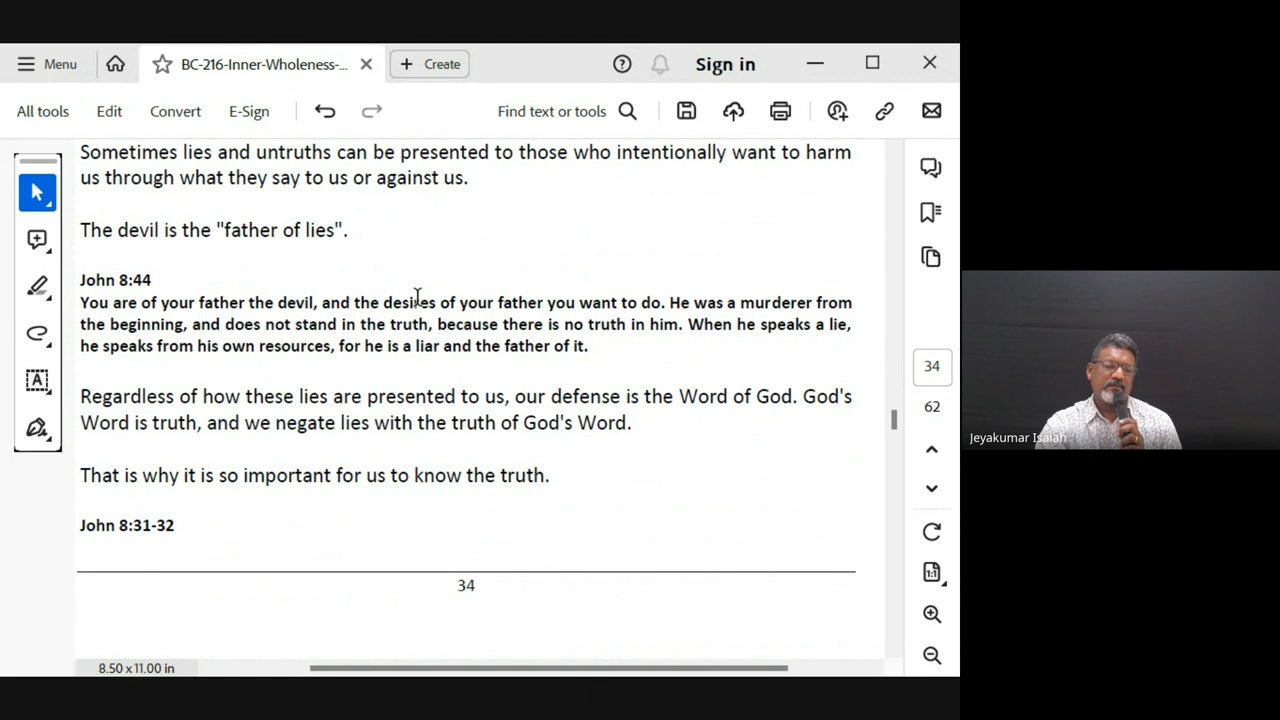 Menu
BC-216-Inner-Wholeness-...
Create
Sign in
All tools
Edit
Convert
E-Sign
Find text or tools
Sometimes lies and untruths can be presented to those who intentionally want to harm
us through what they say to us or against us.
The devil is the "father of lies".
John 8:44
You are of your father the devil, and the desires of your father you want to do. He was a murderer from
the beginning, and does not stand in the truth, because there is no truth in him. When he speaks a lie,
he speaks from his own resources, for he is a liar and the father of it.
Regardless of how these lies are presented to us, our defense is the Word of God. God's
Word is truth, and we negate lies with the truth of God's Word.
That is why it is so important for us to know the truth.
John 8:31-32
34
8.50 x 11.00 in
34
62
1:1
Jeyakumar Isaiah